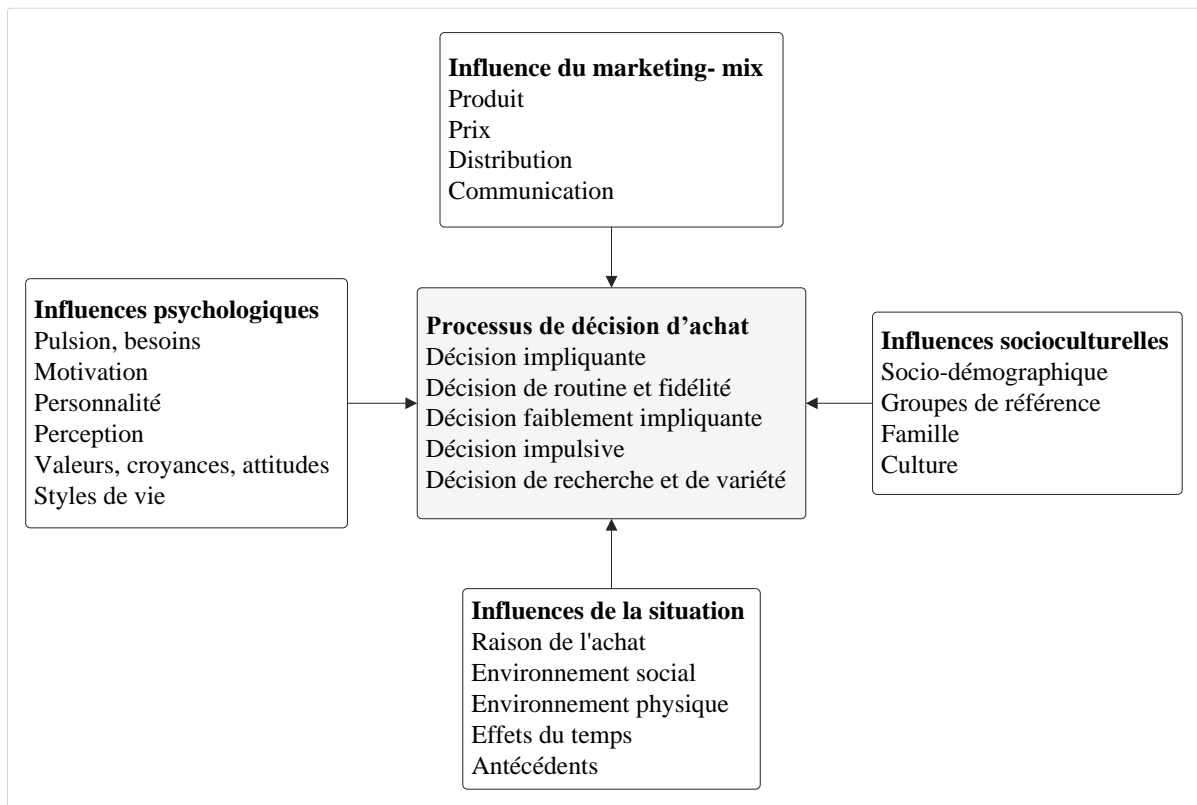 Influence du marketing- mix
Produit
Prix
Distribution
Communication
Influences psychologiques
Pulsion, besoins
Motivation
Personnalité
Perception
Valeurs, croyances, attitudes
Styles de vie
Processus de décision d’achat
Décision impliquante
Décision de routine et fidélité
Décision faiblement impliquante
Décision impulsive
Décision de recherche et de variété
Influences socioculturelles
Socio-démographique
Groupes de référence
Famille
Culture
Influences de la situation
Raison de l'achat
Environnement social
Environnement physique
Effets du temps
Antécédents